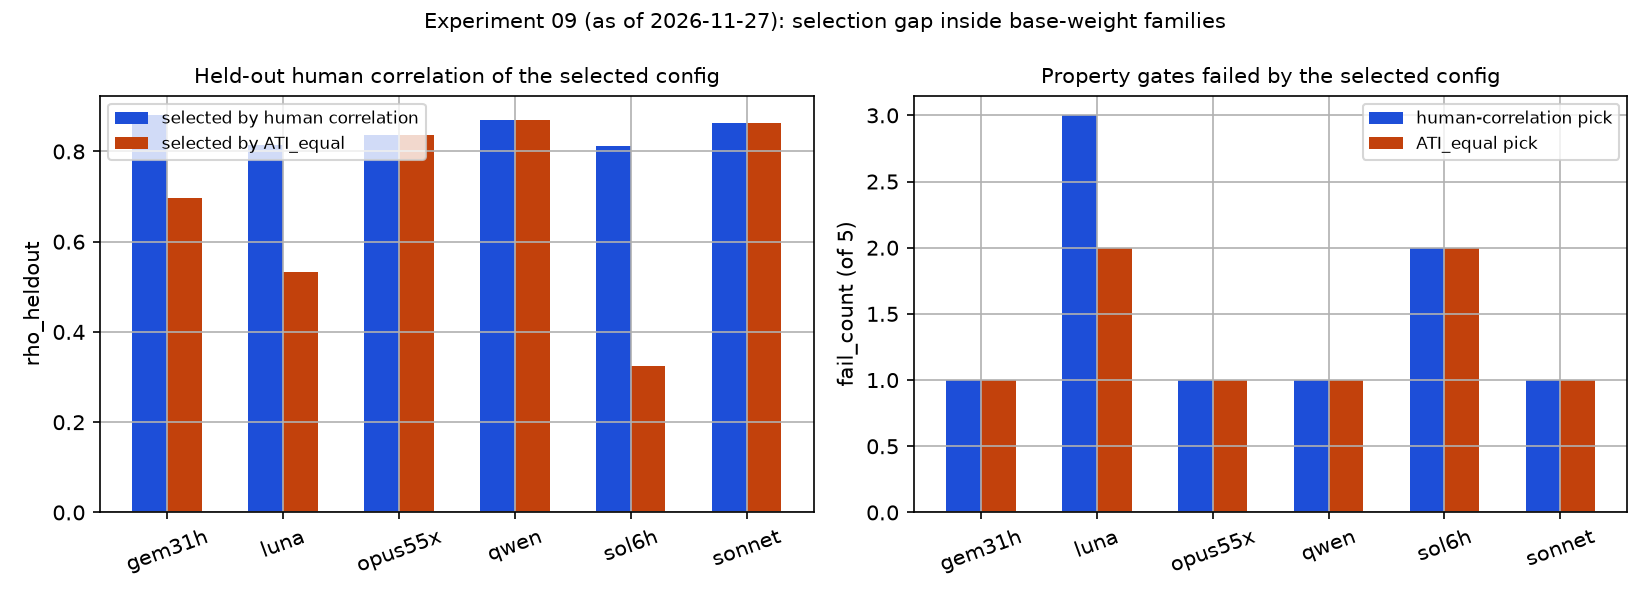 Experiment 09 (as of 2026-11-27): selection gap inside base-weight families
Held-out human correlation of the selected config
selected by human correlation
selected by ATI_equal
rho_heldout
0.8
0.6
0.4
0.2
0.0
gem31h
luna
opus55x
qwen
sol6h
sonnet
Property gates failed by the selected config
human-correlation pick
ATI_equal pick
fail_count (of 5)
3.0
2.5
2.0
1.5
1.0
0.5
0.0
gem31h
luna
opus55x
qwen
sol6h
sonnet